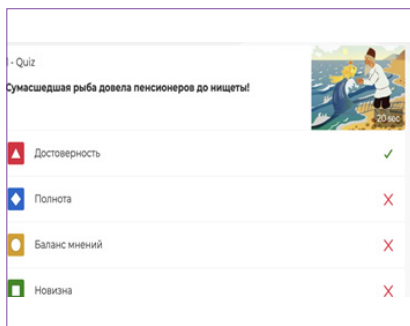 - Quiz
Сумасшедшая рыба довела пенсионеров до нищеты!
20 sec
Достоверность
Полнота
Баланс мнений
Новизна